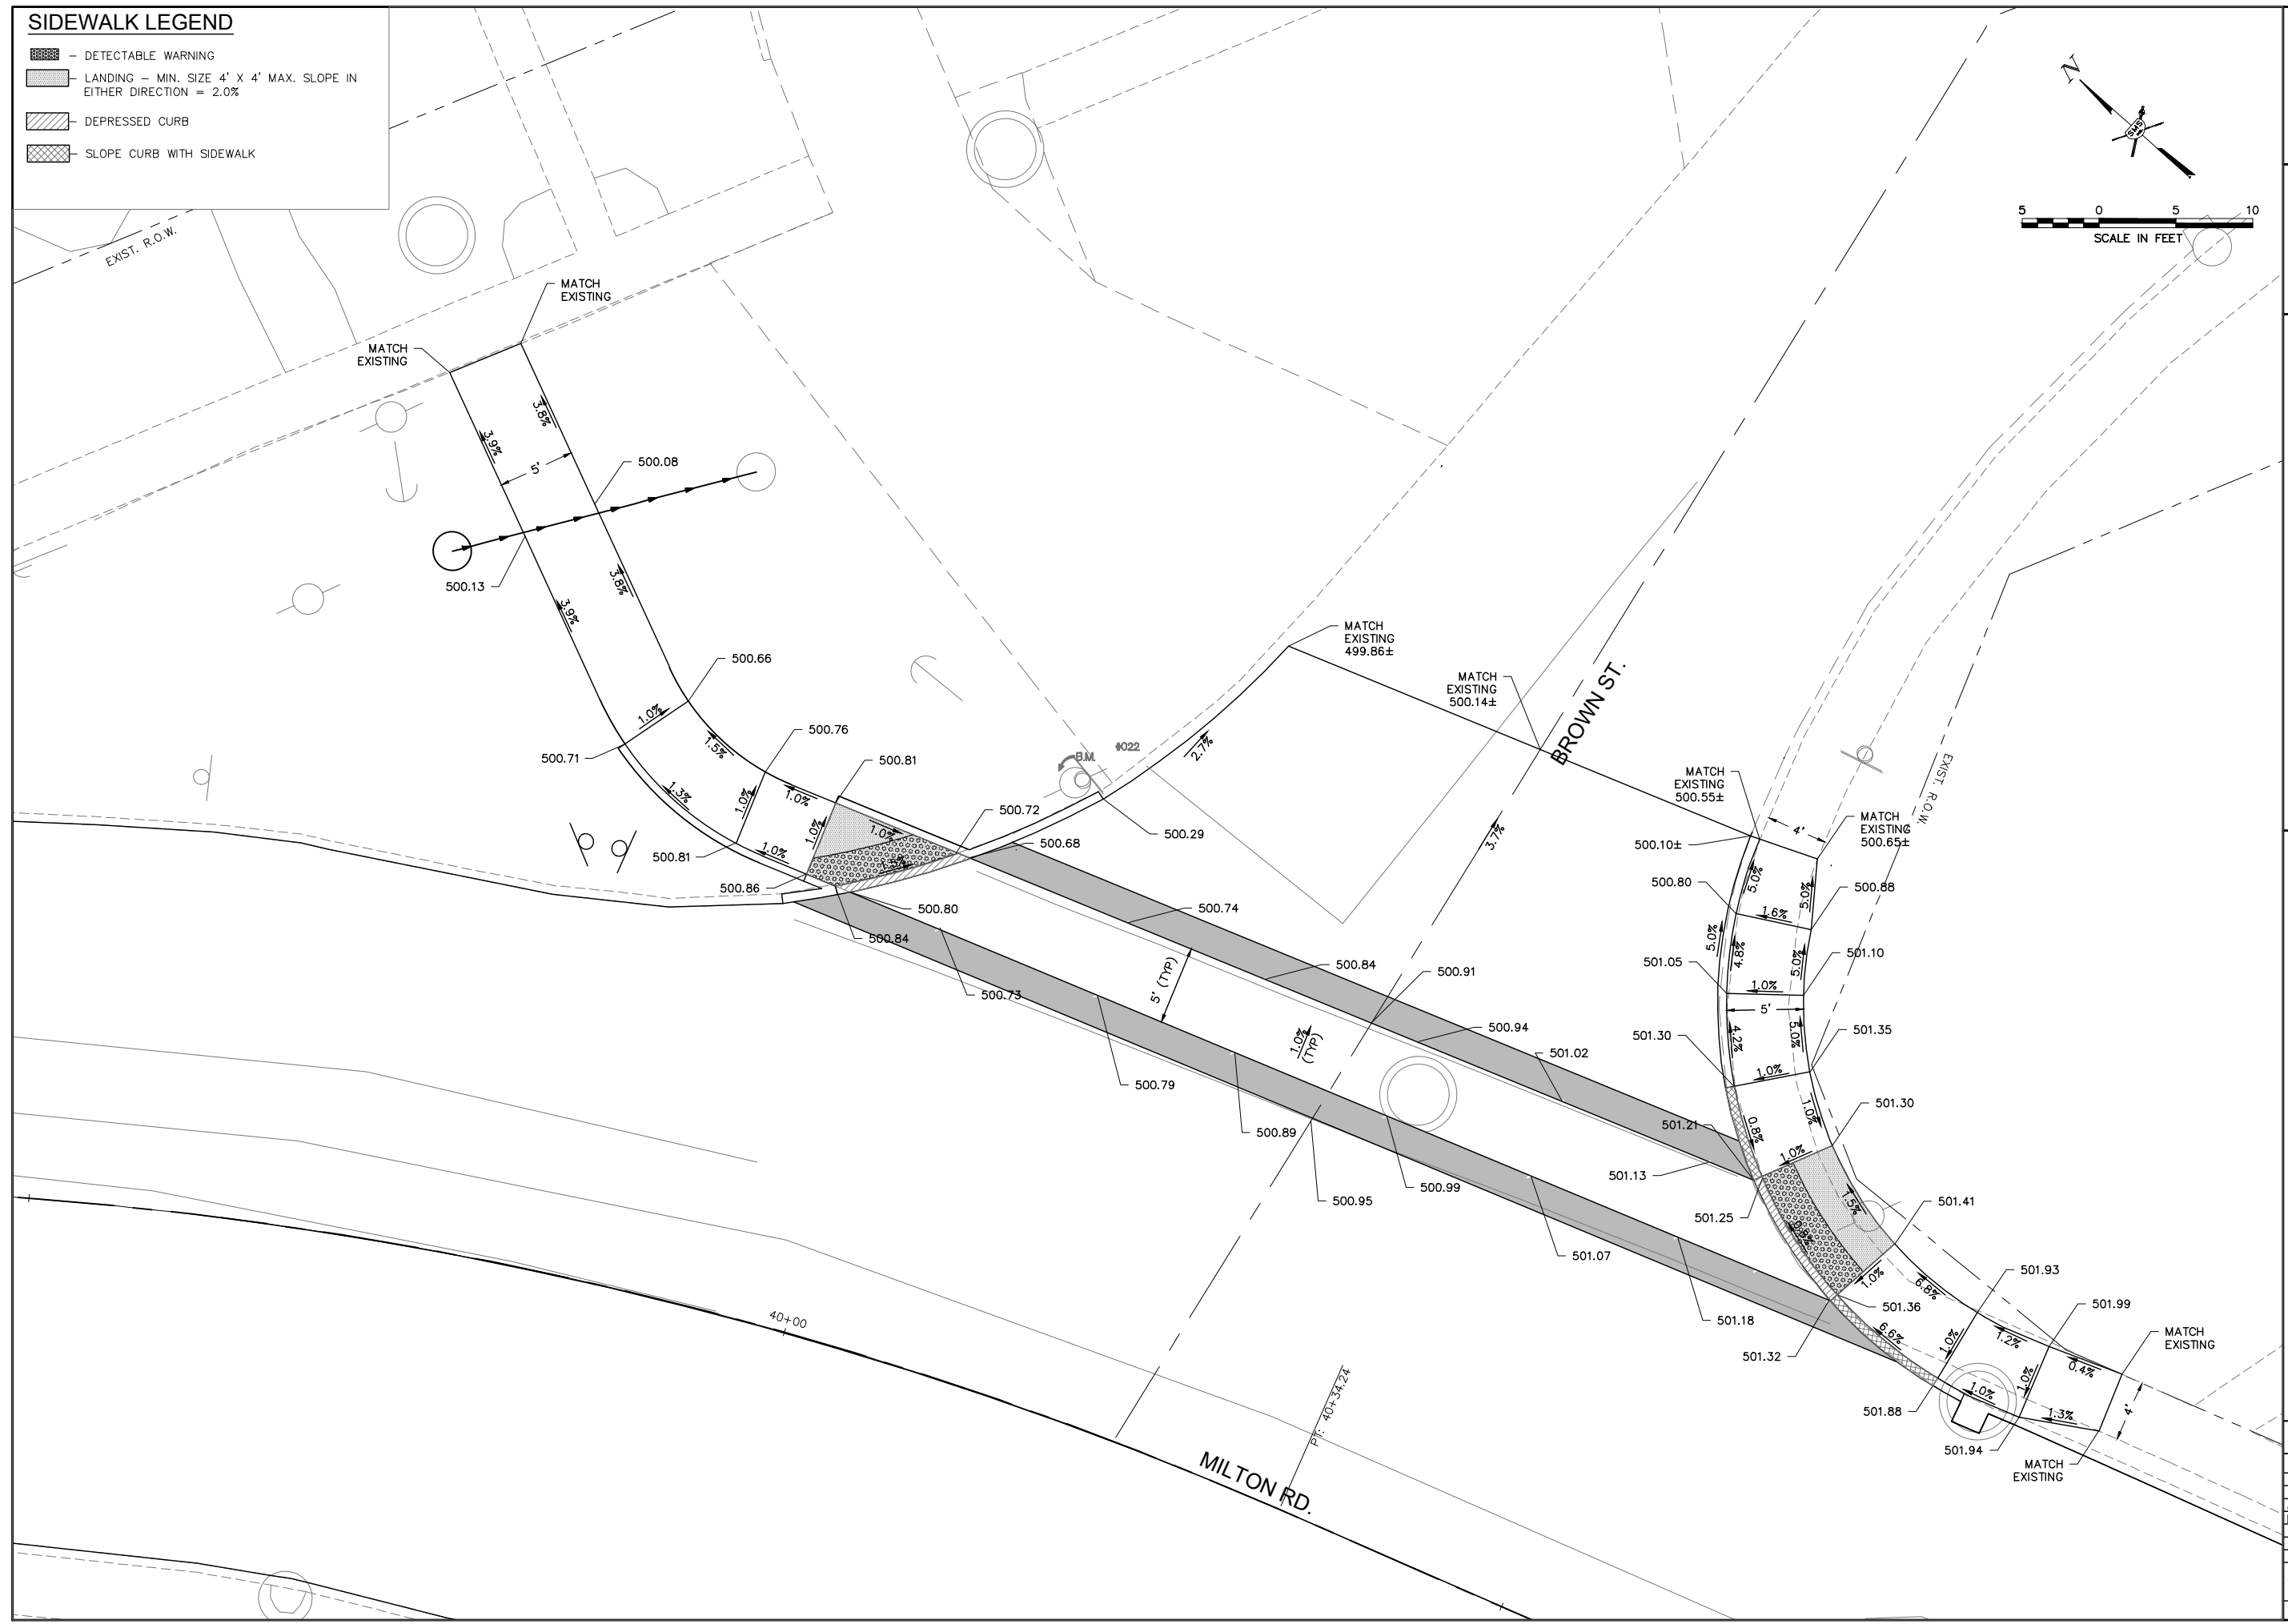 SIDEWALK LEGEND
– DETECTABLE WARNING
– LANDING – MIN. SIZE 4' X 4' MAX. SLOPE IN
EITHER DIRECTION = 2.0%
– DEPRESSED CURB
– SLOPE CURB WITH SIDEWALK
N
SMS
5 0 5 10
SCALE IN FEET
EXIST. R.O.W.
MATCH
EXISTING
MATCH
EXISTING
3.8%
3.9%
5'
500.08
500.13
3.8%
3.9%
MATCH
EXISTING
499.86±
500.66
MATCH
EXISTING
500.14±
BROWN ST.
1.0%
500.71
1.5%
500.76
2.7%
B.M.
500.81
1.3%
1.0%
1.0%
500.72
500.29
1.0%
1.0%
500.68
500.81
1.0%
1.5%
500.86
500.80
500.84
3.7%
MATCH
EXISTING
500.55±
4'
MATCH
EXISTING
500.65±
EXIST. R.O.W.
500.10±
500.80
5.0%
5.0%
500.88
1.6%
500.74
5.0%
4.8%
5.0%
501.10
501.05
1.0%
5'
500.84
500.91
5' (TYP)
500.73
500.94
1.0%
(TYP)
501.30
4.2%
5.0%
501.35
501.02
1.0%
500.79
501.30
1.0%
0.8%
501.21
500.89
1.0%
501.13
500.99
500.95
501.25
1.5%
501.41
501.07
1.0%
501.36
6.8%
501.93
501.18
501.99
501.32
6.6%
1.0%
1.2%
MATCH
EXISTING
0.4%
1.0%
1.0%
1.3%
4'
501.88
501.94
MATCH
EXISTING
40+00
PT: 40+34.24
MILTON RD.